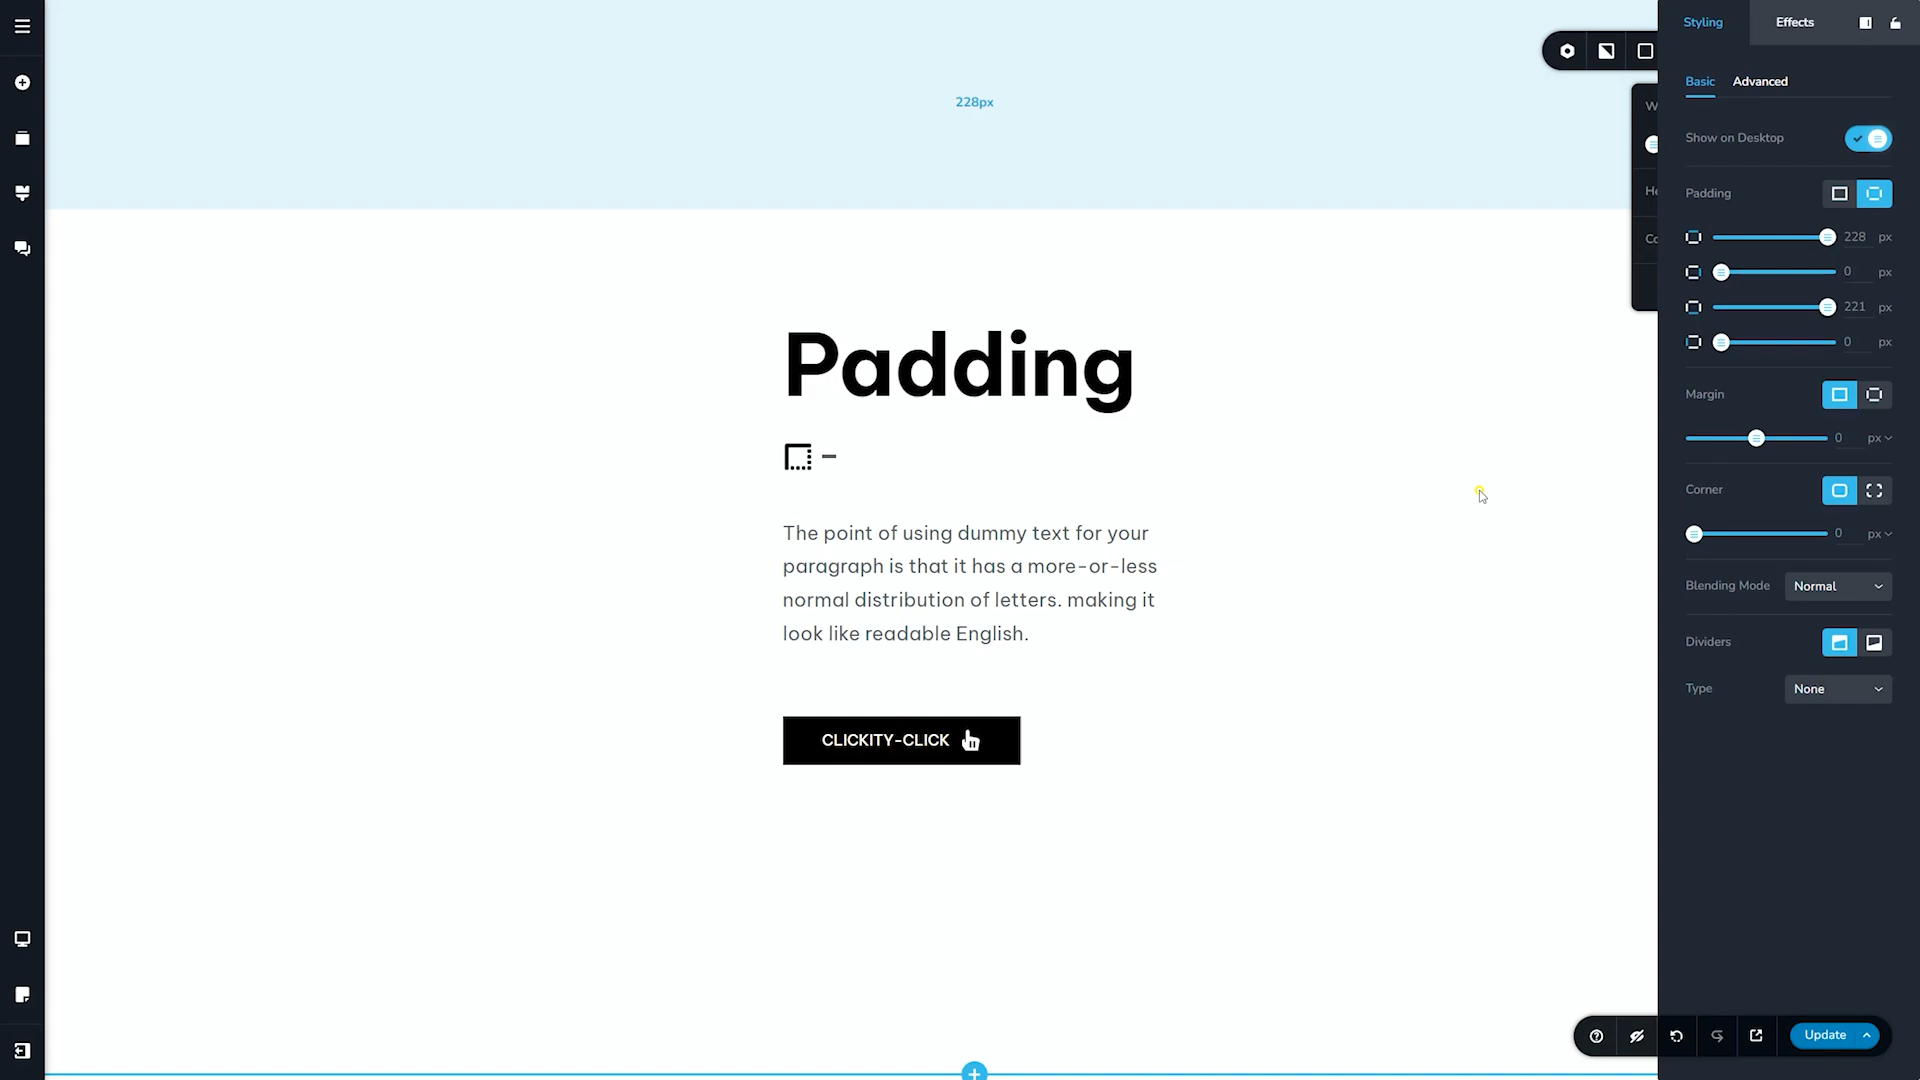 Styling Effects
228px
W
Basic Advanced
Show on Desktop
He
Padding
Co
228 px
0 px
221 px
0 px
Padding
Margin
0 px
The point of using dummy text for your
paragraph is that it has a more-or-less
normal distribution of letters. making it
look like readable English.
Corner
0 px
Blending Mode Normal
Dividers
Type None
CLICKITY-CLICK
Update